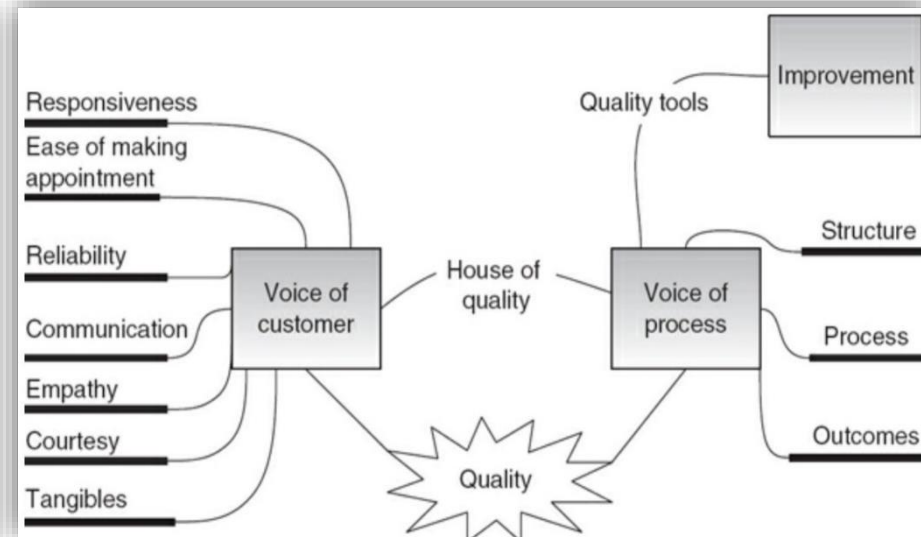 Responsiveness
Ease of making
appointment
Reliability
Communication
Empathy
Courtesy
Tangibles
Voice of
customer
House of
quality
Quality
Quality tools
Improvement
Voice of
process
Structure
Process
Outcomes